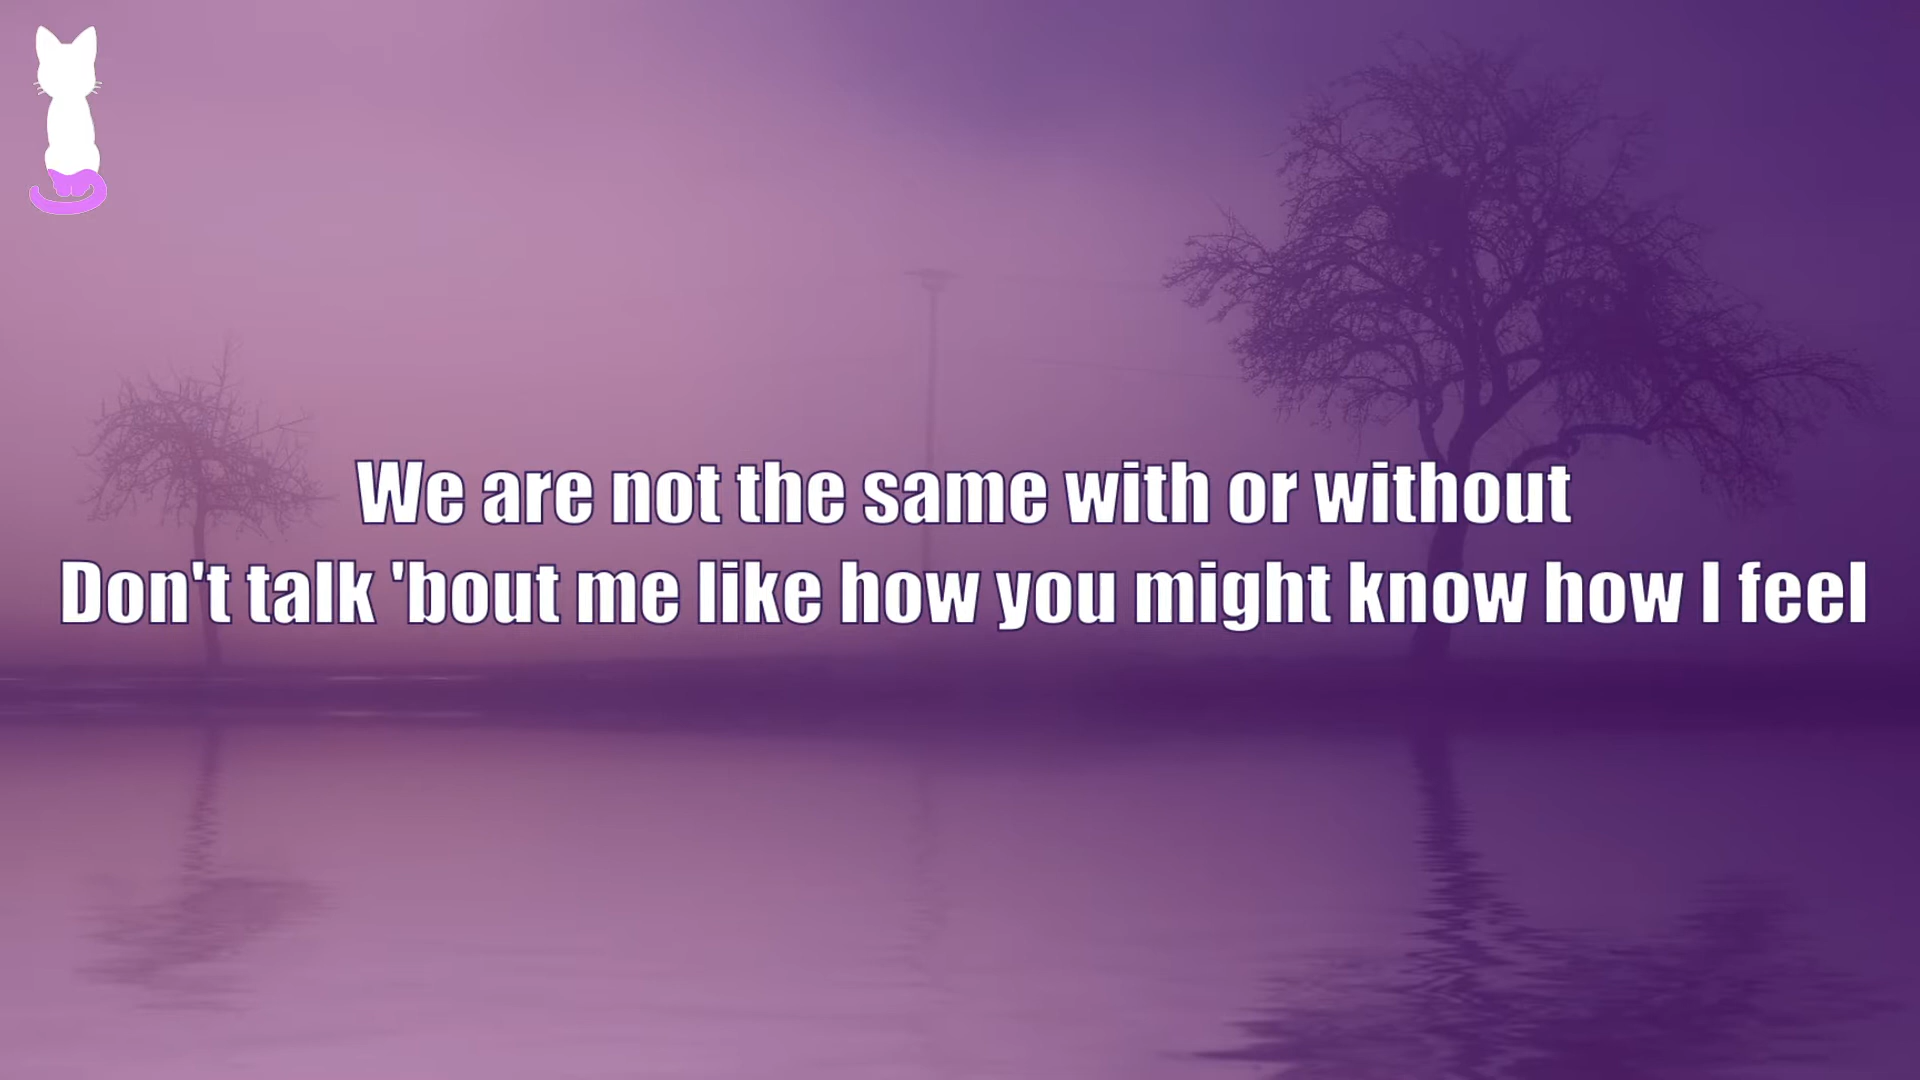 We are not the same with or without
Don't talk 'bout me like how you might know how I feel